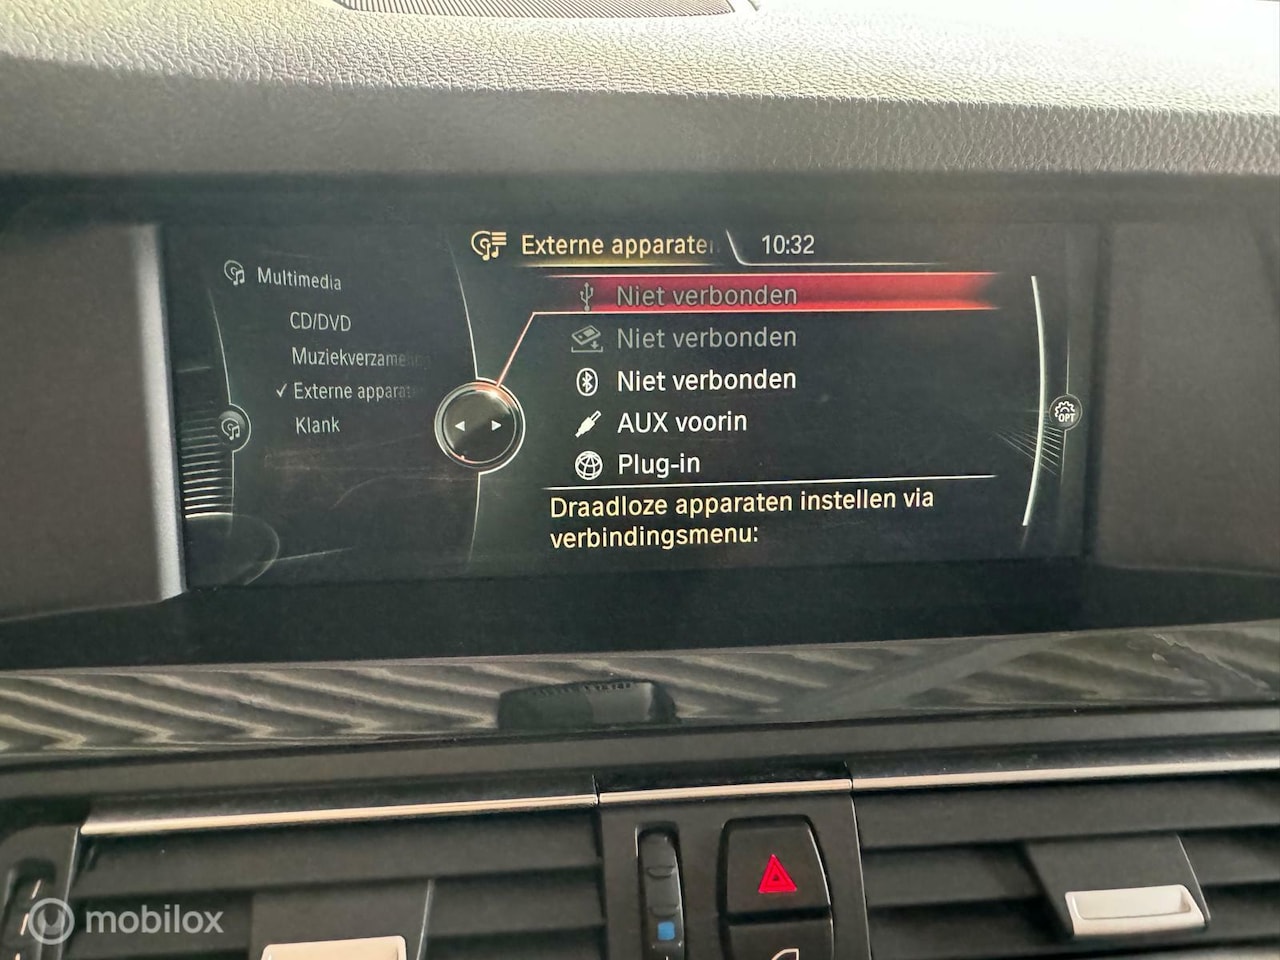 Externe apparate
10:32
Multimedia
CD/DVD
Muziekverzame
Externe appara
Klank
Niet verbonden
Niet verbonden
Niet verbonden
AUX voorin
Plug-in
Draadloze apparaten instellen via
verbindingsmenu:
OPT
mobilox